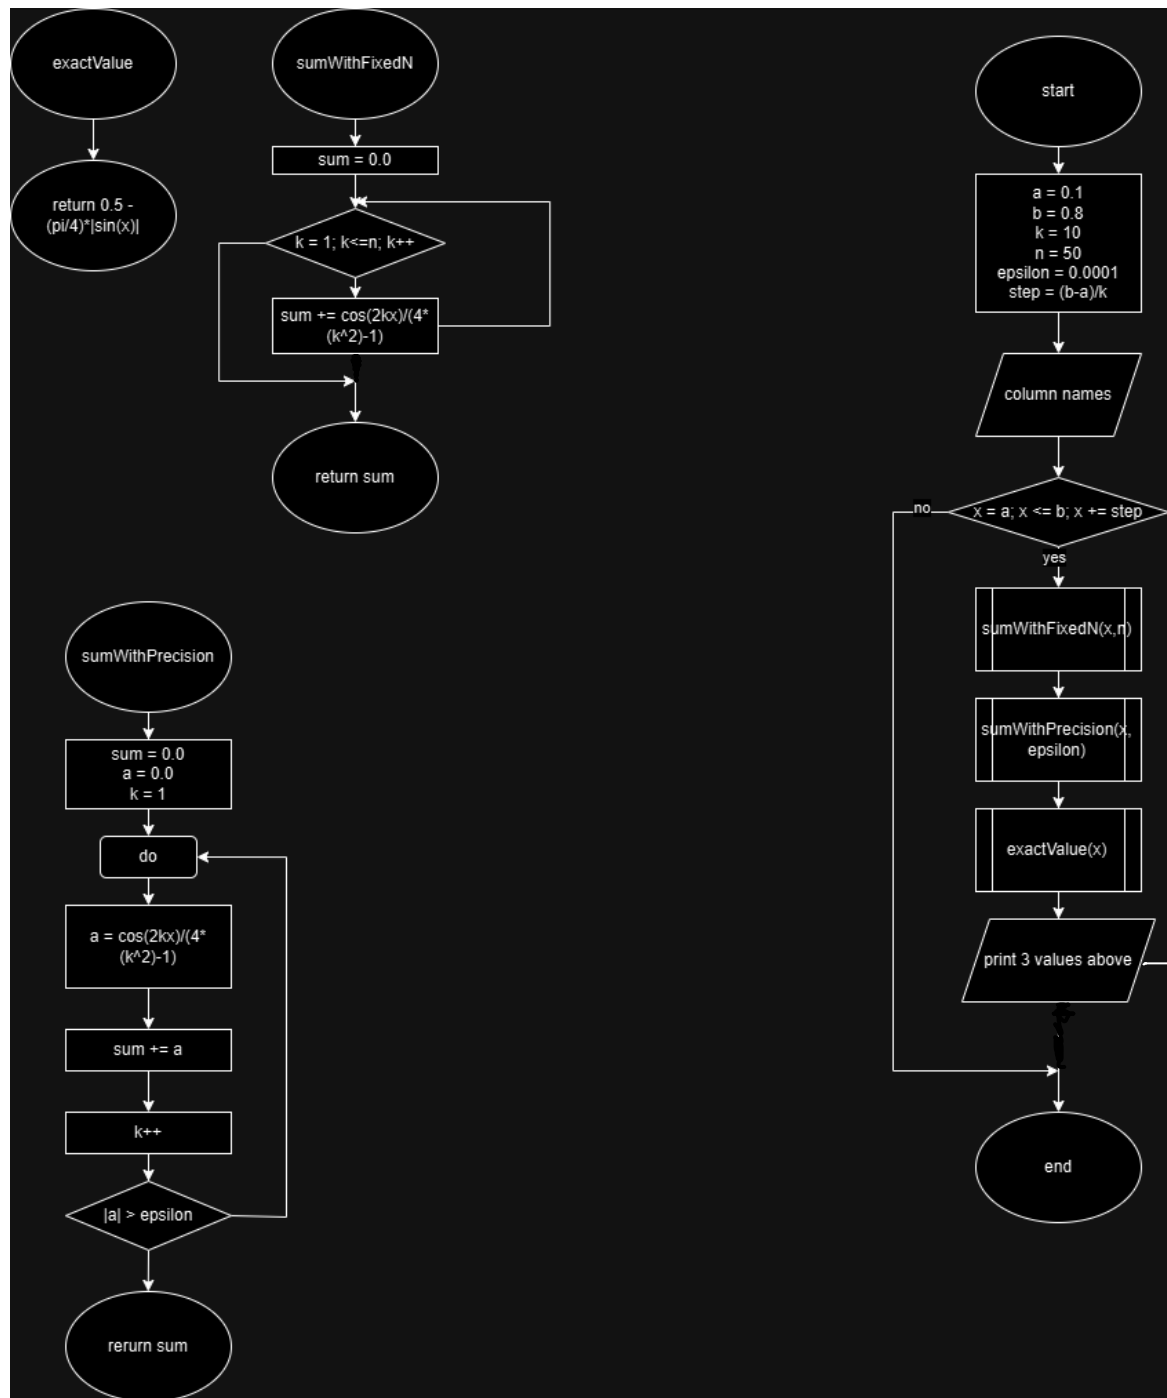 exactValue
return 0.5 -
(pi/4)*|sin(x)|
sumWithFixedN
sum = 0.0
k = 1; k<=n; k++
sum += cos(2kx)/(4*
(k^2)-1)
return sum
sumWithPrecision
sum = 0.0
a = 0.0
k = 1
do
a = cos(2kx)/(4*
(k^2)-1)
sum += a
k++
|a| > epsilon
rerurn sum
start
a = 0.1
b = 0.8
k = 10
n = 50
epsilon = 0.0001
step = (b-a)/k
column names
no
x = a; x <= b; x += step
yes
sumWithFixedN(x,n)
sumWithPrecision(x,
epsilon)
exactValue(x)
print 3 values above
end